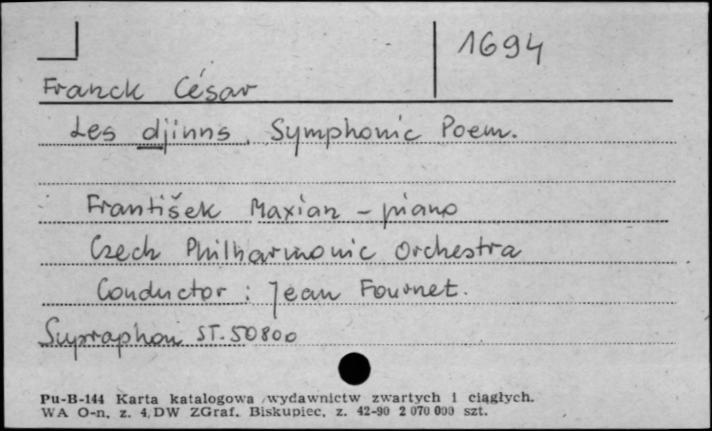 1694
Franck César
Les djinns. Symphonic Poem.
František Maxian - piano
Czech Philharmonic Orchestra
Conductor : Jean Fournet.
Supraphon ST. 50800
Pu-B-144 Karta katalogowa wydawnictw zwartych i ciągłych.
WA O-n, z. 4, DW ZGraf. Biskupiec, z. 42-90 2 070 000 szt.